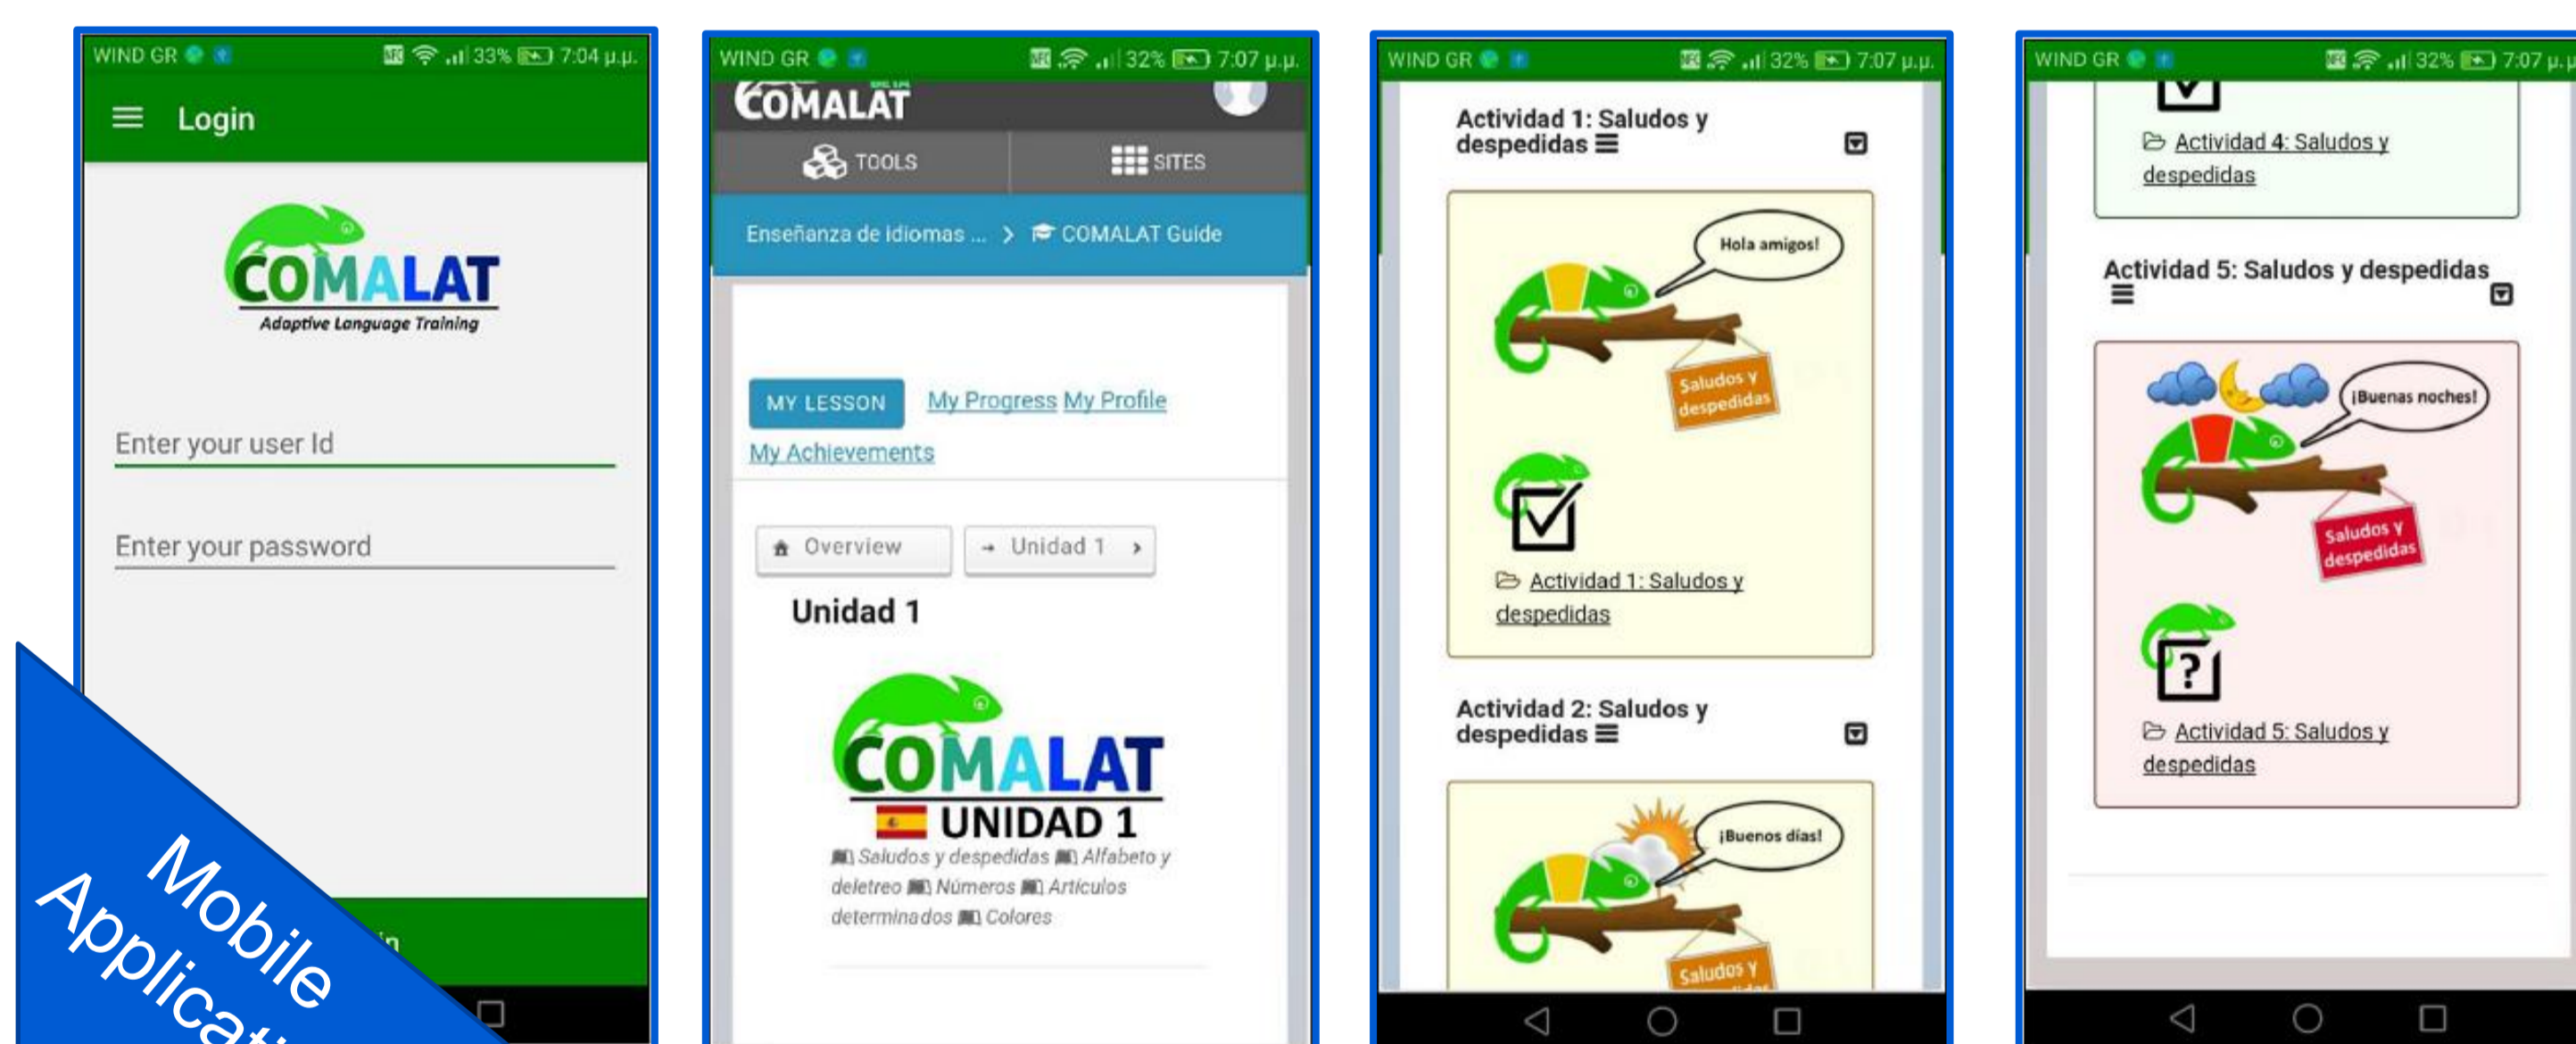 WIND GR 33% 7:04 μ.μ.
Login
COMALAT
Adaptive Language Training
Enter your user Id
Enter your password
Mobile
WIND GR 32% 7:07 μ.μ.
COMALAT
TOOLS SITES
Enseñanza de idiomas ... > COMALAT Guide
MY LESSON My Progress My Profile
My Achievements
Overview Unidad 1
Unidad 1
COMALAT
UNIDAD 1
Saludos y despedidas Alfabeto y
deletreo Números Artículos
determinados Colores
WIND GR 32% 7:07 μ.μ.
Actividad 1: Saludos y
despedidas
Hola amigos!
Saludos y
despedidas
Actividad 1: Saludos y
despedidas
Actividad 2: Saludos y
despedidas
¡Buenos días!
Saludos y
WIND GR 32% 7:07 μ.μ
Actividad 4: Saludos y
despedidas
Actividad 5: Saludos y despedidas
¡Buenas noches!
Saludos y
despedidas
?
Actividad 5: Saludos y
despedidas